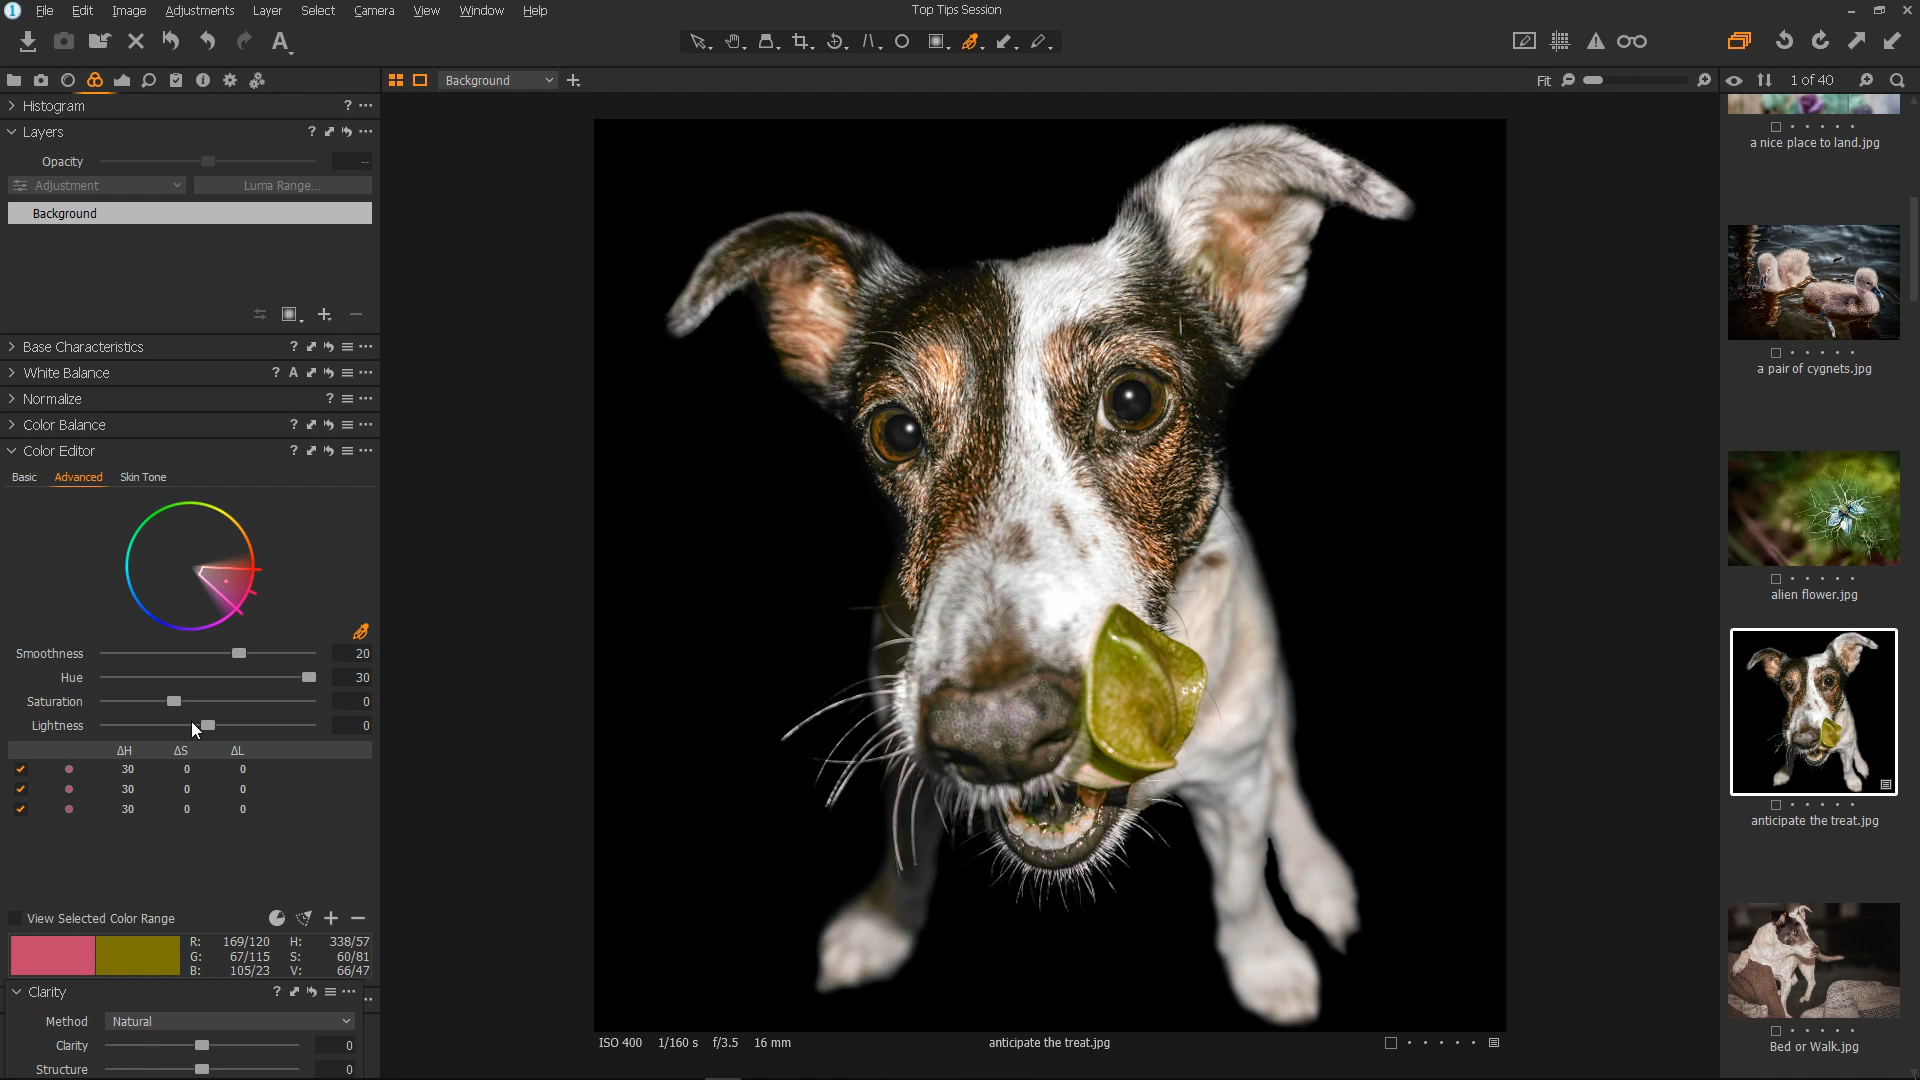 File Edit Image Adjustments Layer Select Camera View Window Help
Top Tips Session
Background
Fit
1 of 40
Histogram
Layers
Opacity --
Adjustment Luma Range...
Background
Base Characteristics
White Balance
Normalize
Color Balance
Color Editor
Basic Advanced Skin Tone
Smoothness 20
Hue 30
Saturation 0
Lightness 0
ΔH ΔS ΔL
30 0 0
30 0 0
30 0 0
View Selected Color Range
R: 169/120 H: 338/57
G: 67/115 S: 60/81
B: 105/23 V: 66/47
Clarity
Method Natural
Clarity 0
Structure 0
ISO 400 1/160 s f/3.5 16 mm
anticipate the treat.jpg
a nice place to land.jpg
a pair of cygnets.jpg
alien flower.jpg
anticipate the treat.jpg
Bed or Walk.jpg